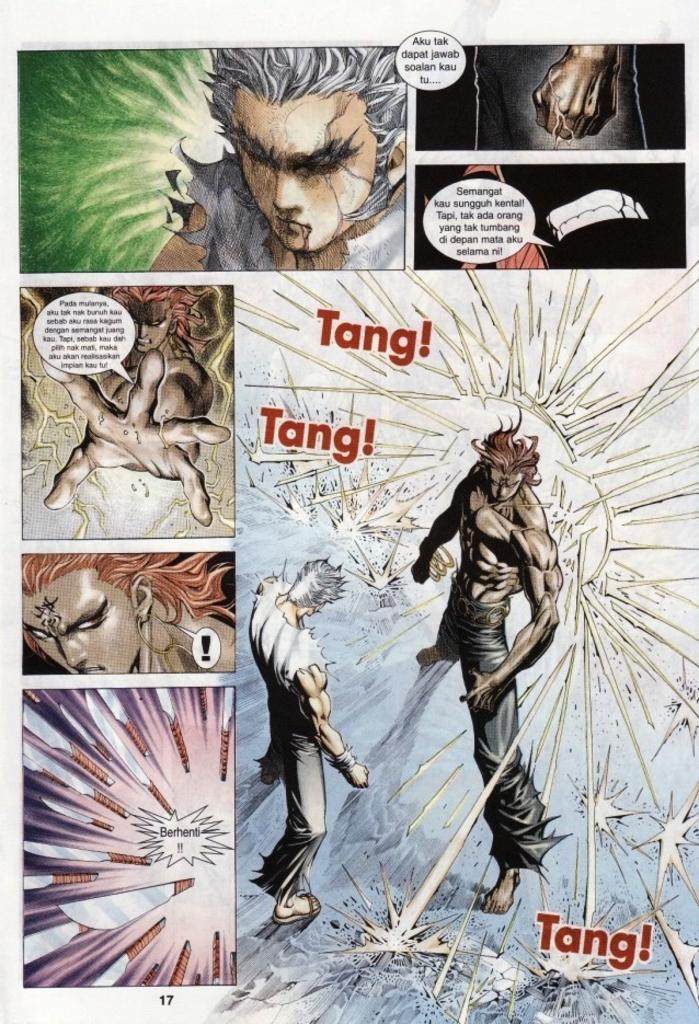 Aku tak
dapat jawab
soalan kau
tu....
Semangat
kau sungguh kental!
Tapi, tak ada orang
yang tak tumbang
di depan mata aku
selama ni!
Pada mulanya,
aku tak nak bunuh kau
sebab aku rasa kagum
dengan semangat juang
kau. Tapi, sebab kau dah
pilih nak mati, maka
aku akan realisasikan
impian kau tu!
Tang!
Tang!
!
Berhenti
!!
Tang!
17